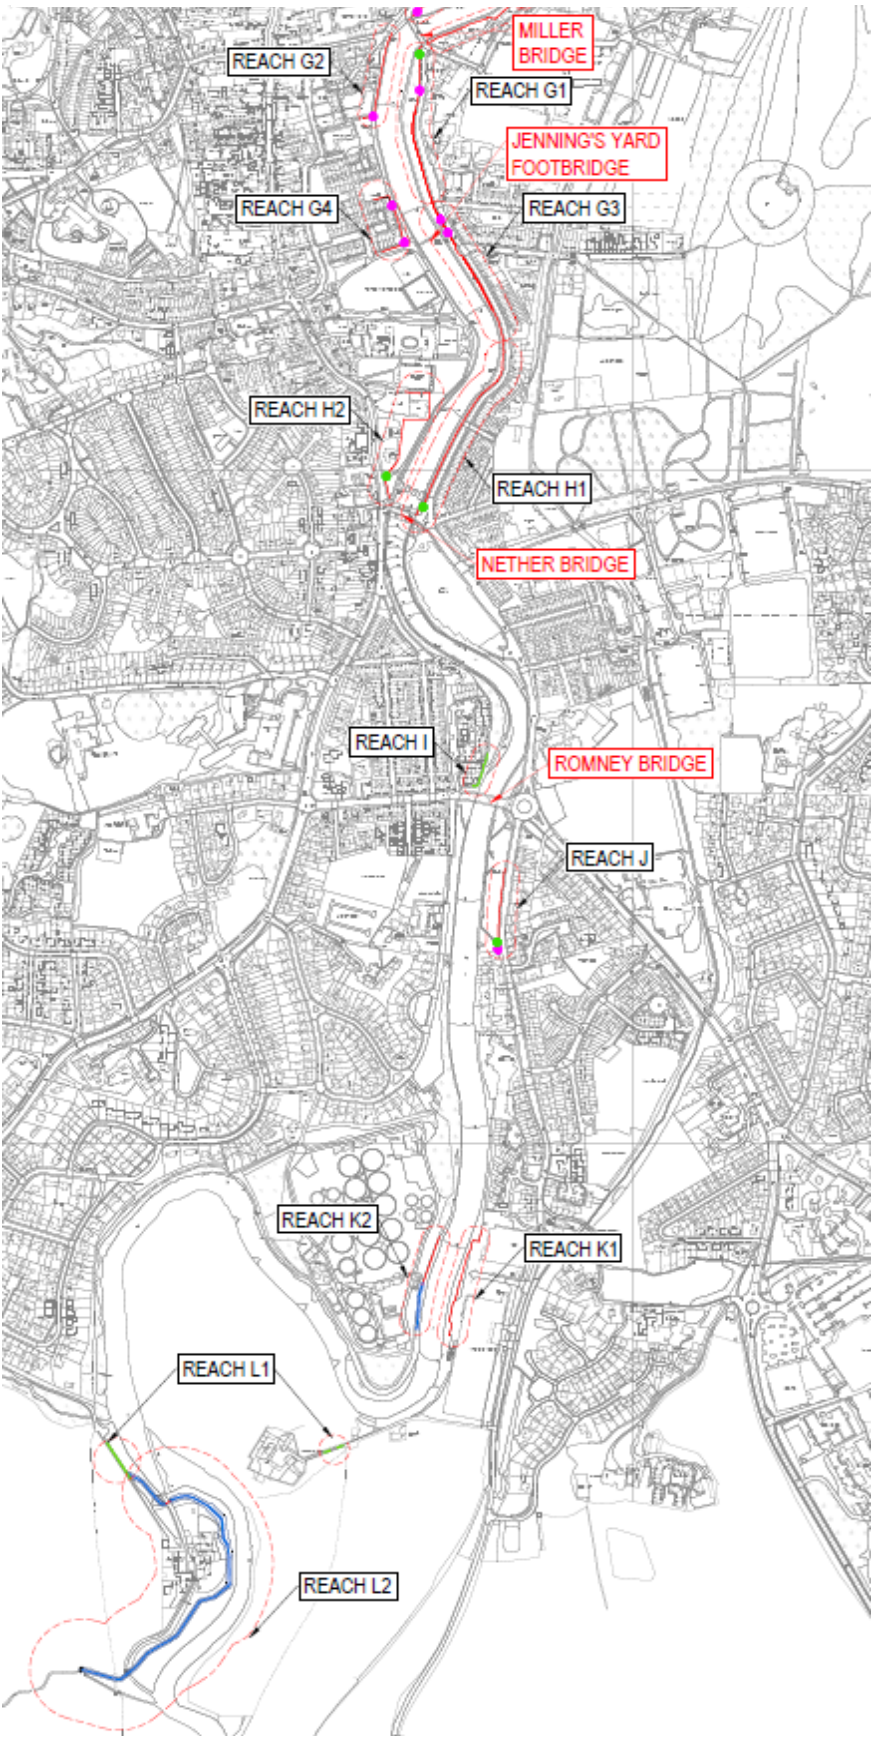 MILLER
BRIDGE
REACH G2
REACH G1
JENNING'S YARD
FOOTBRIDGE
REACH G4
REACH G3
REACH H2
REACH H1
NETHER BRIDGE
REACH I
ROMNEY BRIDGE
REACH J
REACH K2
REACH K1
REACH L1
REACH L2